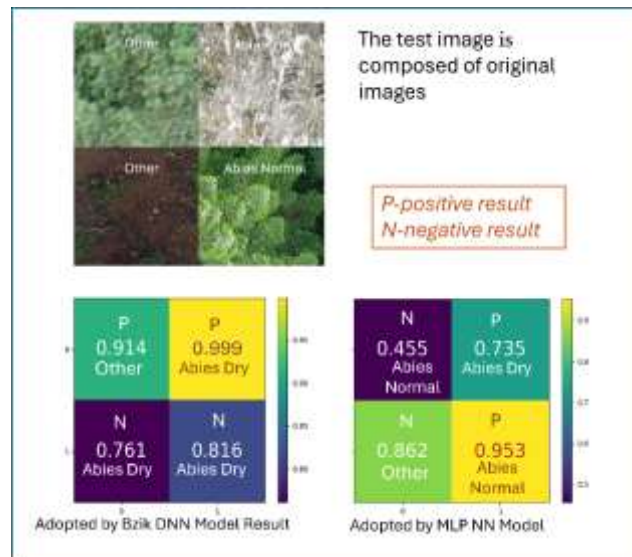 Other
The test image is
composed of original
images
Other
Abies Normal
P-positive result
N-negative result
P
0.914
Other
P
0.999
Abies Dry
N
0.761
Abies Dry
N
0.816
Abies Dry
Adopted by Bzik DNN Model Result
N
0.455
Abies
Normal
P
0.735
Abies Dry
N
0.862
Other
P
0.953
Abies
Normal
Adopted by MLP NN Model